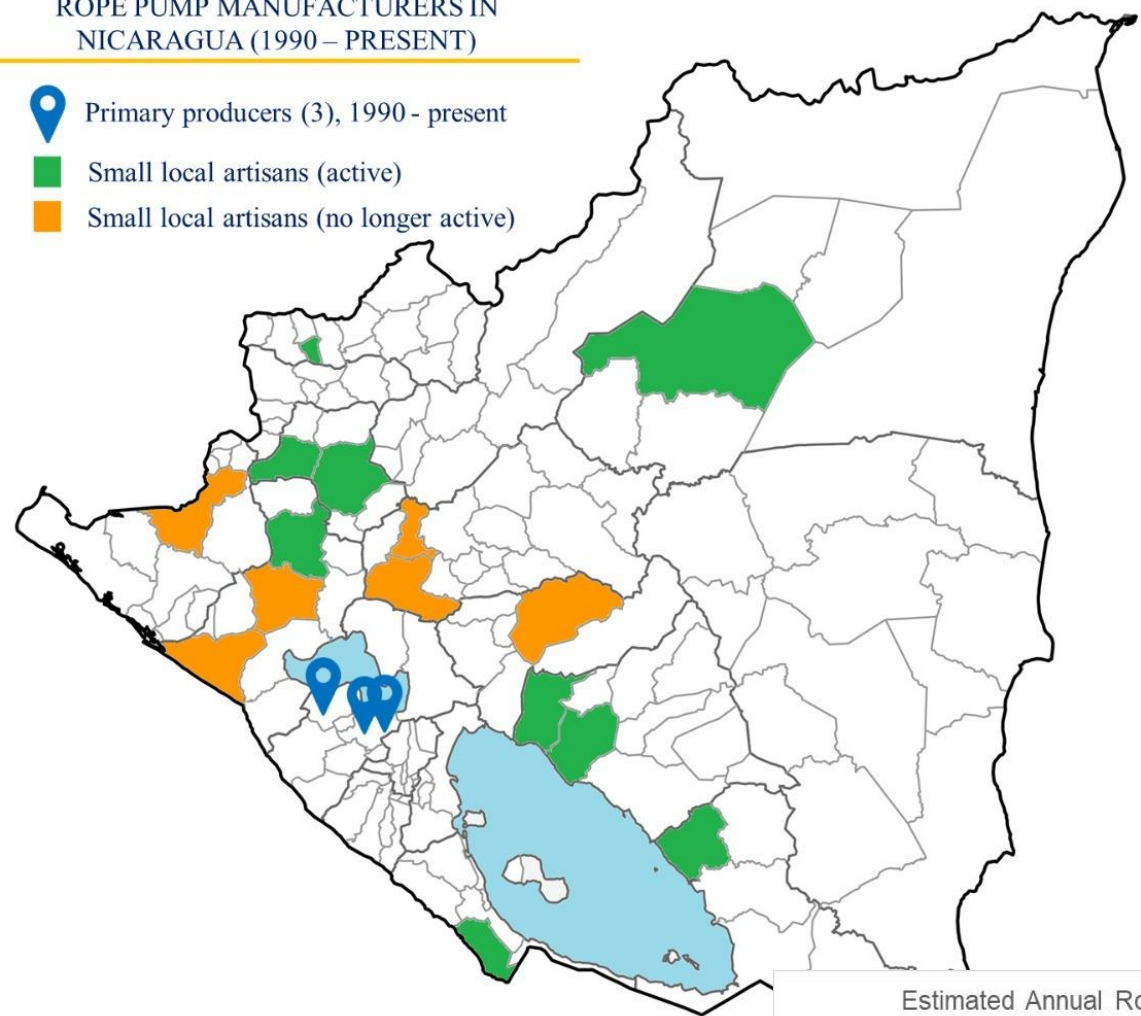 ROPE PUMP MANUFACTURERS IN
NICARAGUA (1990 – PRESENT)
Primary producers (3), 1990 - present
Small local artisans (active)
Small local artisans (no longer active)
Estimated Annual